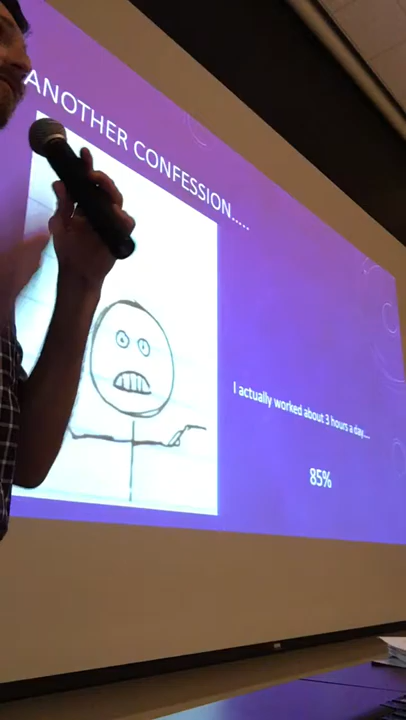 ANOTHER CONFESSION.....
I actually worked about 3 hours a day....
85%